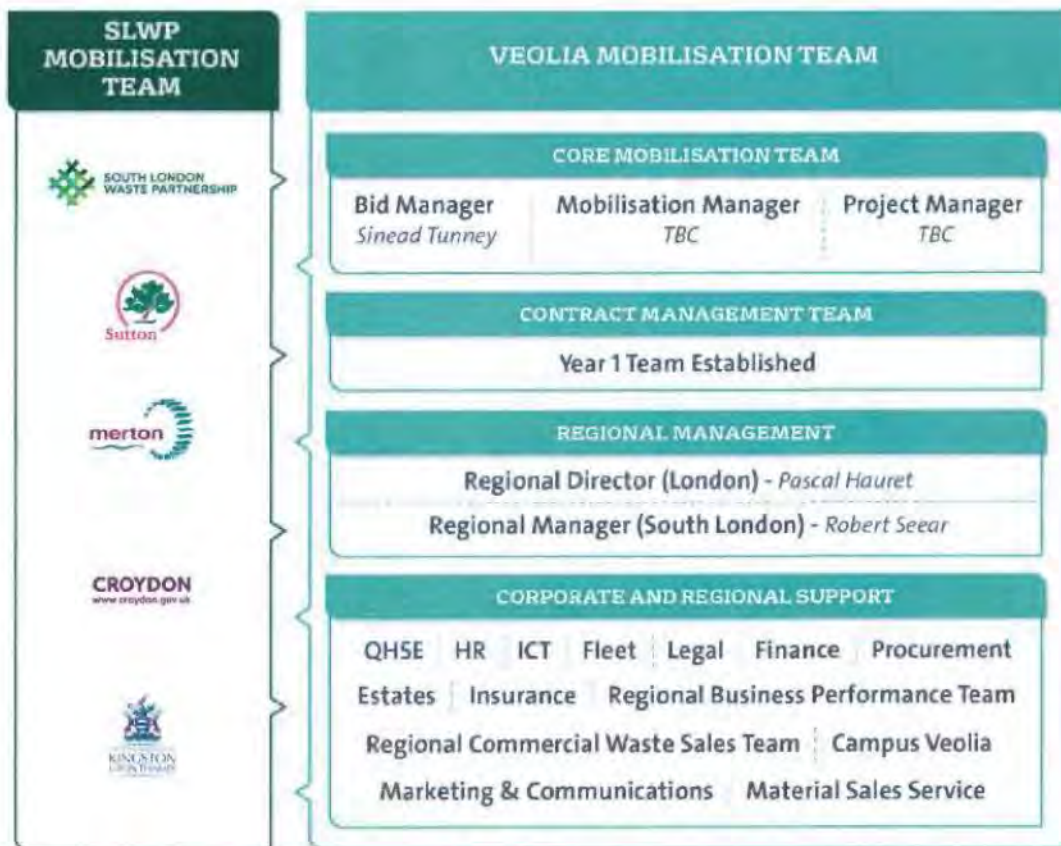 SLWP
MOBILISATION
TEAM
SOUTH LONDON
WASTE PARTNERSHIP
Sutton
merton
CROYDON
www.croydon.gov.uk
KINGSTON
UPON THAMES
VEOLIA MOBILISATION TEAM
CORE MOBILISATION TEAM
Bid Manager Mobilisation Manager Project Manager
Sinead Tunney TBC TBC
CONTRACT MANAGEMENT TEAM
Year 1 Team Established
REGIONAL MANAGEMENT
Regional Director (London) - Pascal Hauret
Regional Manager (South London) - Robert Seear
CORPORATE AND REGIONAL SUPPORT
QHSE HR ICT Fleet Legal Finance Procurement
Estates Insurance Regional Business Performance Team
Regional Commercial Waste Sales Team Campus Veolia
Marketing & Communications Material Sales Service